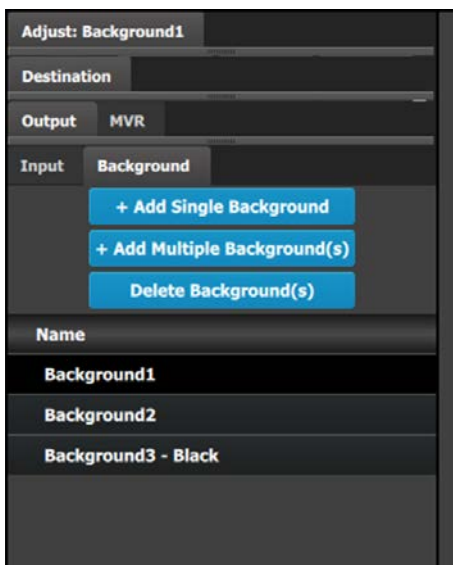 Adjust: Background1
Destination
Output MVR
Input Background
+ Add Single Background
+ Add Multiple Background(s)
Delete Background(s)
Name
Background1
Background2
Background3 - Black